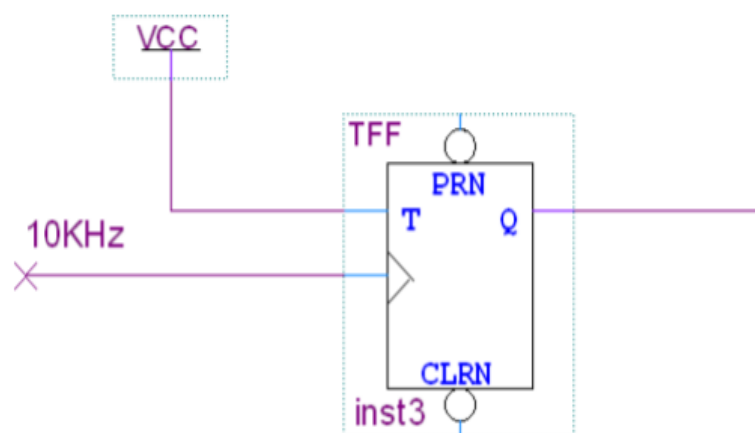 VCC
TFF
PRN
T
Q
10KHz
CLRN
inst3